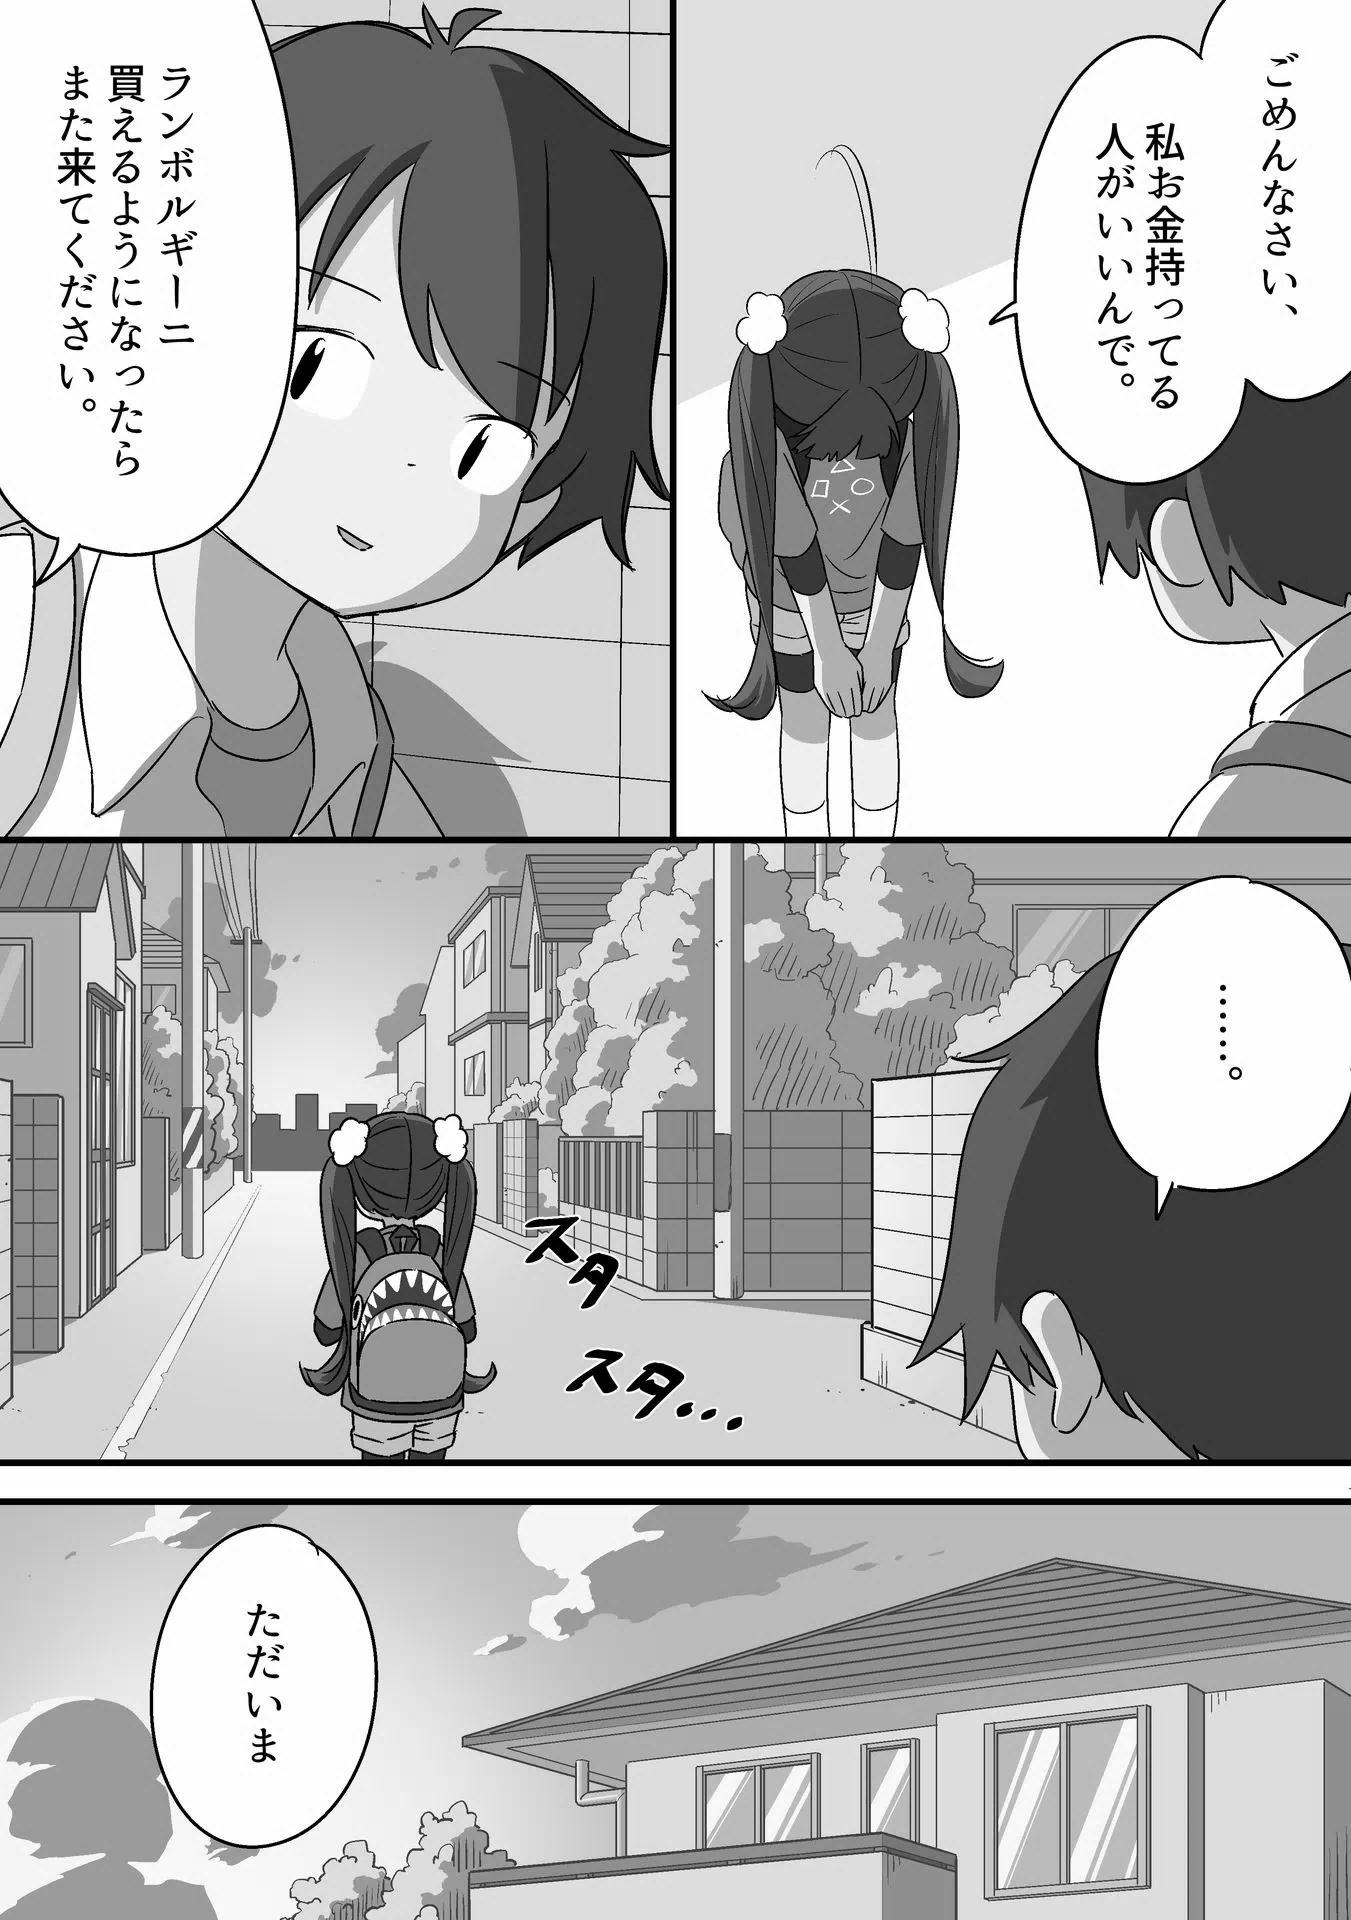 ごめんなさい、
私お金持ってる
人がいいんで。
ランボルギーニ
買えるようになったら
また来てください。
……。
スタ
スタ…
ただいま